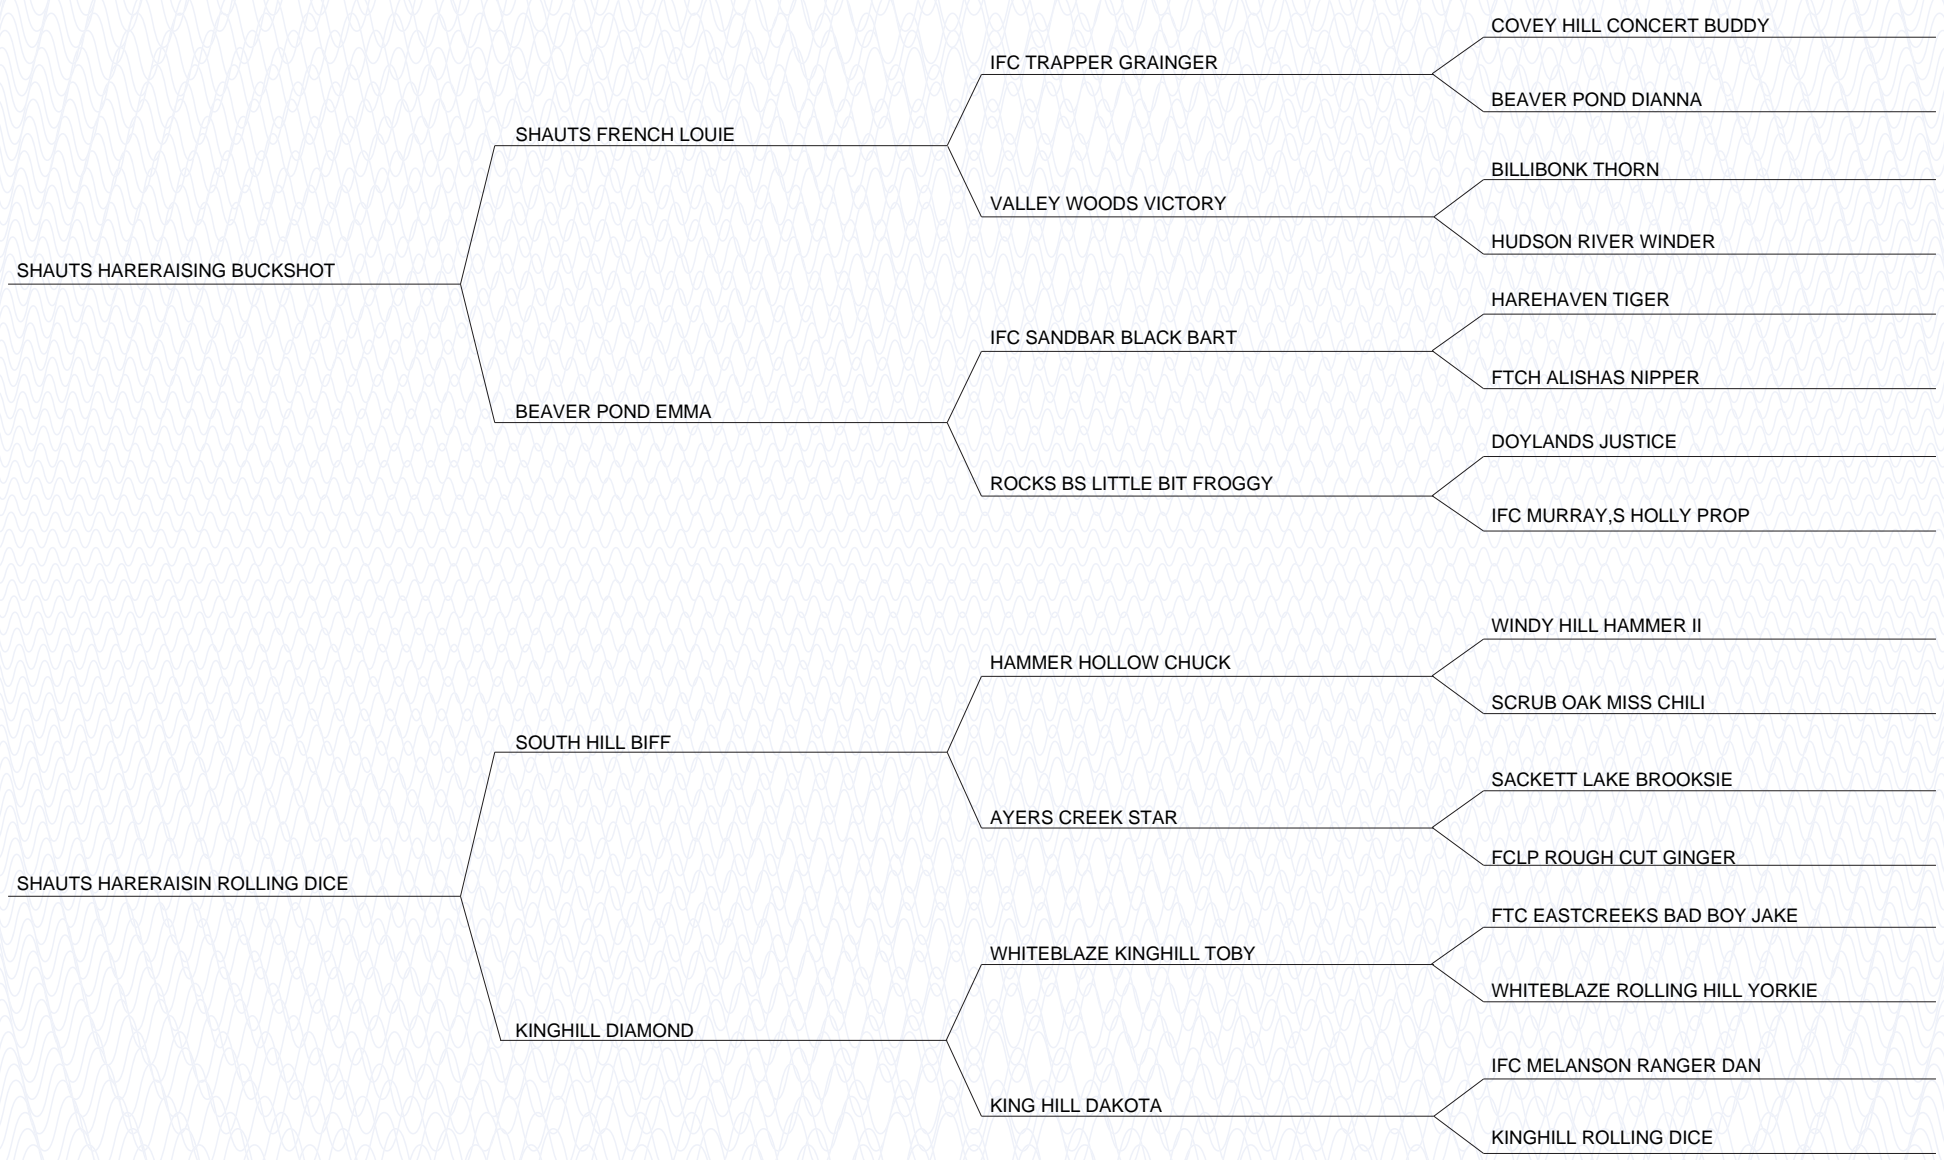 COVEY HILL CONCERT BUDDY
IFC TRAPPER GRAINGER
BEAVER POND DIANNA
SHAUTS FRENCH LOUIE
BILLIBONK THORN
VALLEY WOODS VICTORY
HUDSON RIVER WINDER
SHAUTS HARERAISING BUCKSHOT
HAREHAVEN TIGER
IFC SANDBAR BLACK BART
FTCH ALISHAS NIPPER
BEAVER POND EMMA
DOYLANDS JUSTICE
ROCKS BS LITTLE BIT FROGGY
IFC MURRAY,S HOLLY PROP
WINDY HILL HAMMER II
HAMMER HOLLOW CHUCK
SCRUB OAK MISS CHILI
SOUTH HILL BIFF
SACKETT LAKE BROOKSIE
AYERS CREEK STAR
FCLP ROUGH CUT GINGER
SHAUTS HARERAISIN ROLLING DICE
FTC EASTCREEKS BAD BOY JAKE
WHITEBLAZE KINGHILL TOBY
WHITEBLAZE ROLLING HILL YORKIE
KINGHILL DIAMOND
IFC MELANSON RANGER DAN
KING HILL DAKOTA
KINGHILL ROLLING DICE